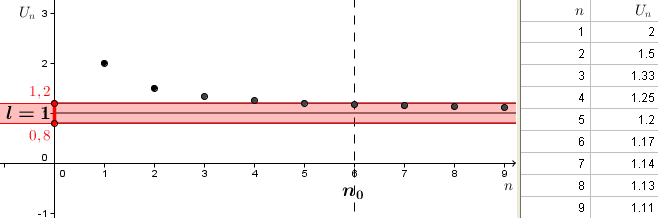 U_n
3
2
1,2
l = 1
0,8
0
-1
0 1 2 3 4 5 6 7 8 9
n
n_0
n U_n
1 2
2 1.5
3 1.33
4 1.25
5 1.2
6 1.17
7 1.14
8 1.13
9 1.11